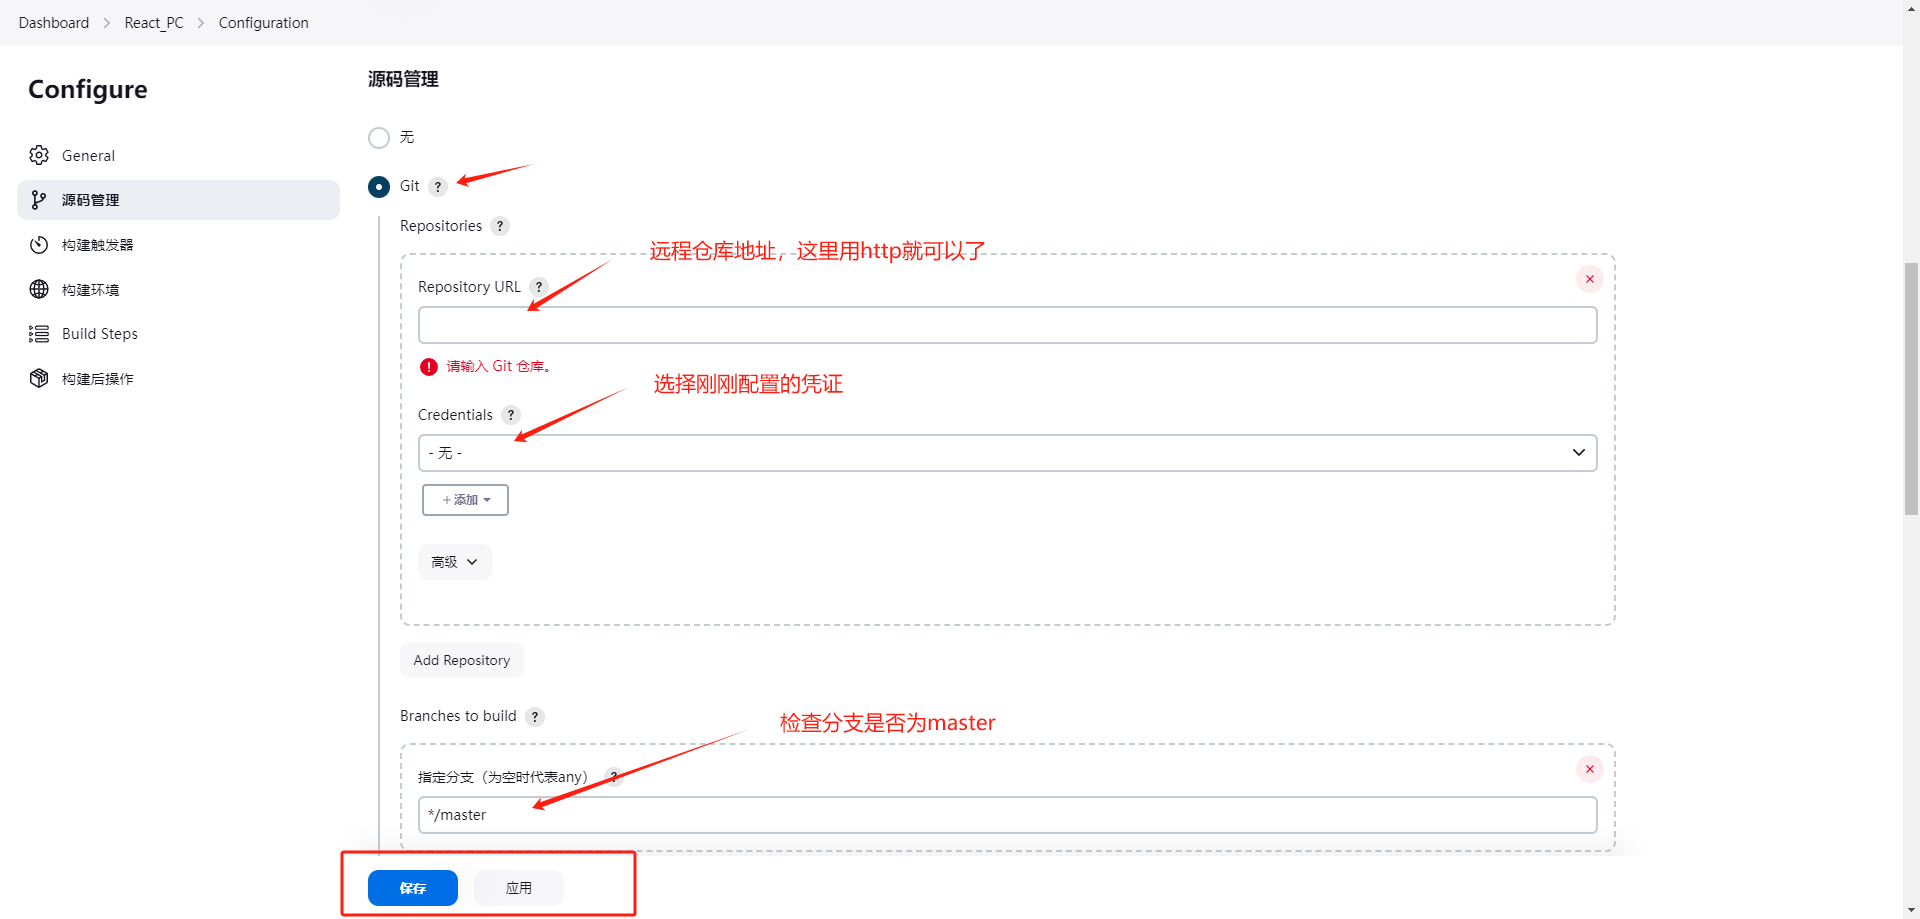 Dashboard > React_PC > Configuration
Configure
General
源码管理
构建触发器
构建环境
Build Steps
构建后操作
源码管理
无
Git ?
Repositories ?
远程仓库地址，这里用http就可以了
Repository URL ?
请输入 Git 仓库。
选择刚刚配置的凭证
Credentials ?
- 无 -
+添加
高级
Add Repository
Branches to build ?
检查分支是否为master
指定分支（为空时代表any） ?
*/master
保存
应用